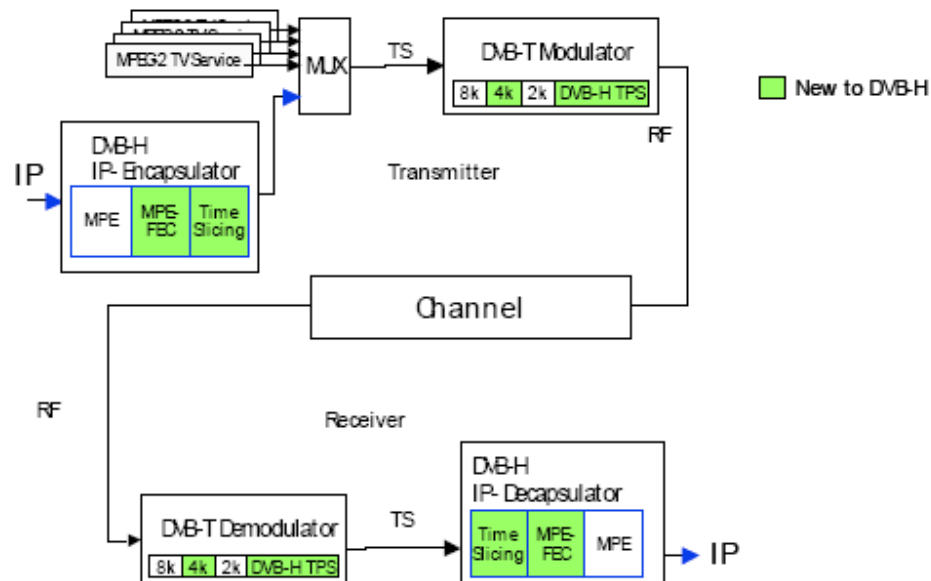 MPEG-2 TV Service
MUX
TS
DVB-T Modulator
8k 4k 2k DVB-H TPS
New to DVB-H
RF
DVB-H
IP- Encapsulator
IP
MPE
MPE-
FEC
Time
Slicing
Transmitter
Channel
RF
Receiver
DVB-T Demodulator
8k 4k 2k DVB-H TPS
TS
DVB-H
IP- Decapsulator
Time
Slicing
MPE-
FEC
MPE
IP